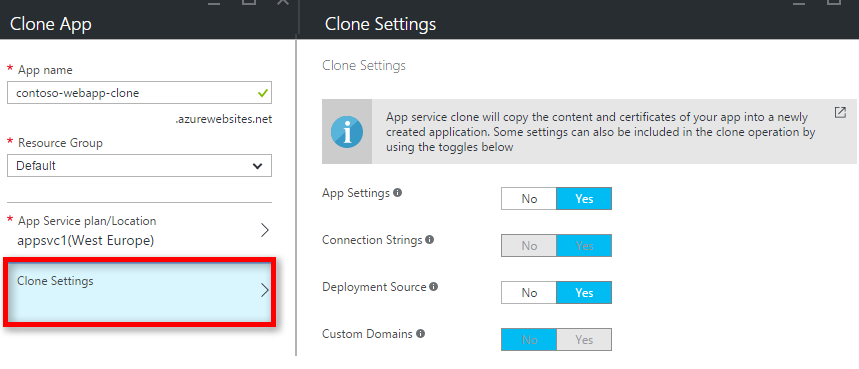 Clone App
* App name
contoso-webapp-clone
.azurewebsites.net
* Resource Group
Default
* App Service plan/Location
appsvc1(West Europe)
Clone Settings
Clone Settings
Clone Settings
App service clone will copy the content and certificates of your app into a newly
created application. Some settings can also be included in the clone operation by
using the toggles below
App Settings No Yes
Connection Strings No Yes
Deployment Source No Yes
Custom Domains No Yes